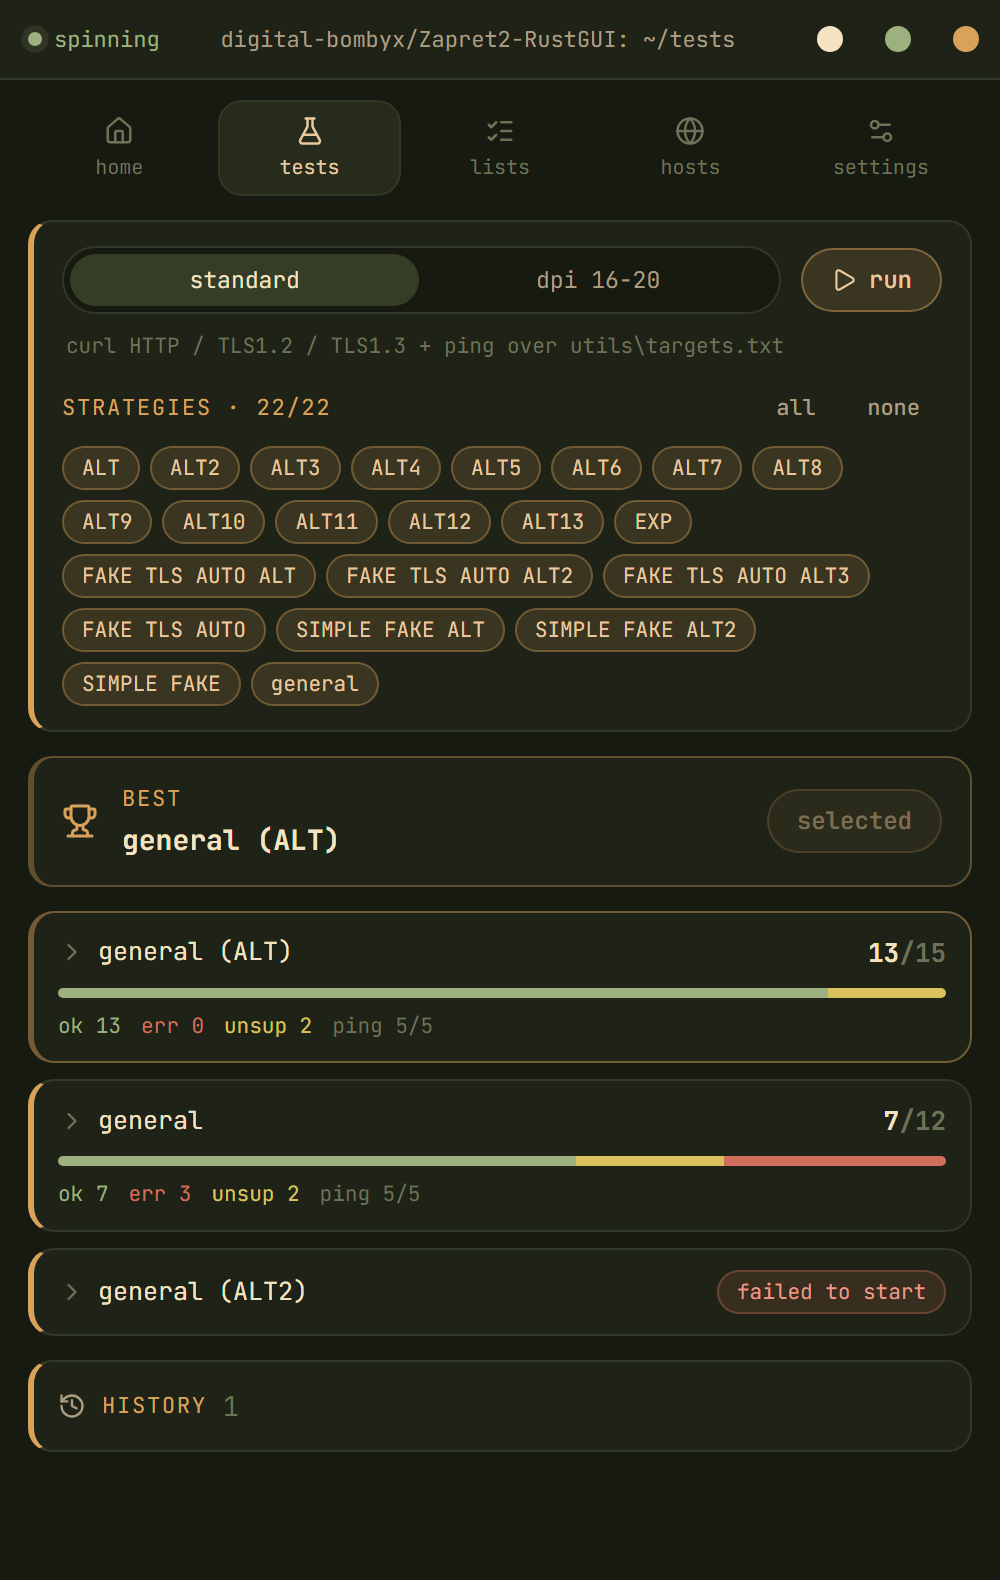 spinning digital-bombyx/Zapret2-RustGUI: ~/tests
home tests lists hosts settings
standard dpi 16-20 run
curl HTTP / TLS1.2 / TLS1.3 + ping over utils\targets.txt
STRATEGIES · 22/22 all none
ALT ALT2 ALT3 ALT4 ALT5 ALT6 ALT7 ALT8
ALT9 ALT10 ALT11 ALT12 ALT13 EXP
FAKE TLS AUTO ALT FAKE TLS AUTO ALT2 FAKE TLS AUTO ALT3
FAKE TLS AUTO SIMPLE FAKE ALT SIMPLE FAKE ALT2
SIMPLE FAKE general
BEST
general (ALT) selected
general (ALT) 13/15
ok 13 err 0 unsup 2 ping 5/5
general 7/12
ok 7 err 3 unsup 2 ping 5/5
general (ALT2) failed to start
HISTORY 1